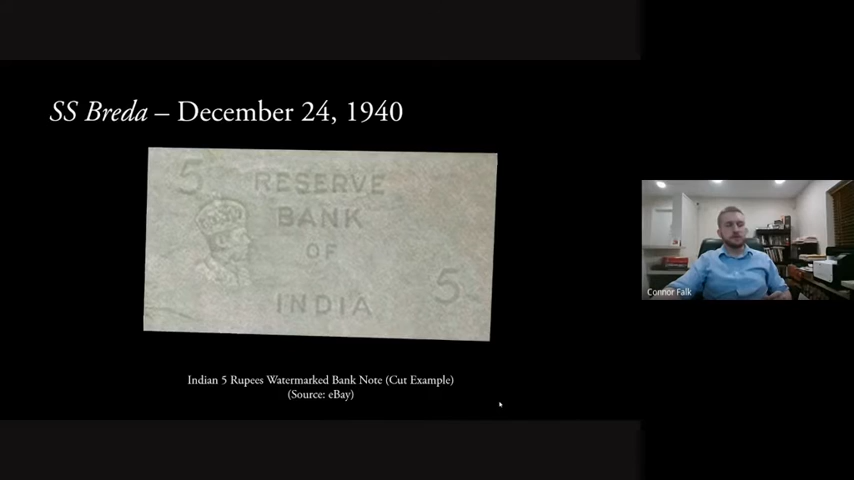 SS Breda – December 24, 1940
5
RESERVE
BANK
OF
INDIA
5
Indian 5 Rupees Watermarked Bank Note (Cut Example)
(Source: eBay)
Connor Falk